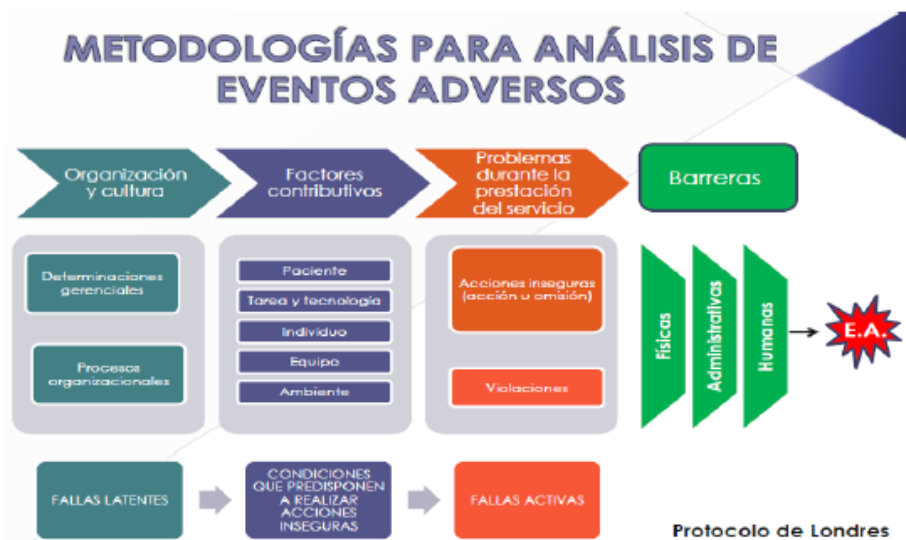 METODOLOGÍAS PARA ANÁLISIS DE
EVENTOS ADVERSOS
Organización
y cultura
Factores
contributivos
Problemas
durante la
prestación
del servicio
Barreras
Determinaciones
gerenciales
Procesos
organizacionales
Paciente
Tarea y tecnología
Individuo
Equipo
Ambiente
Acciones inseguras
(acción u omisión)
Violaciones
Físicas
Administrativas
Humanas
E.A.
FALLAS LATENTES
CONDICIONES
QUE PREDISPONEN
A REALIZAR
ACCIONES
INSEGURAS
FALLAS ACTIVAS
Protocolo de Londres